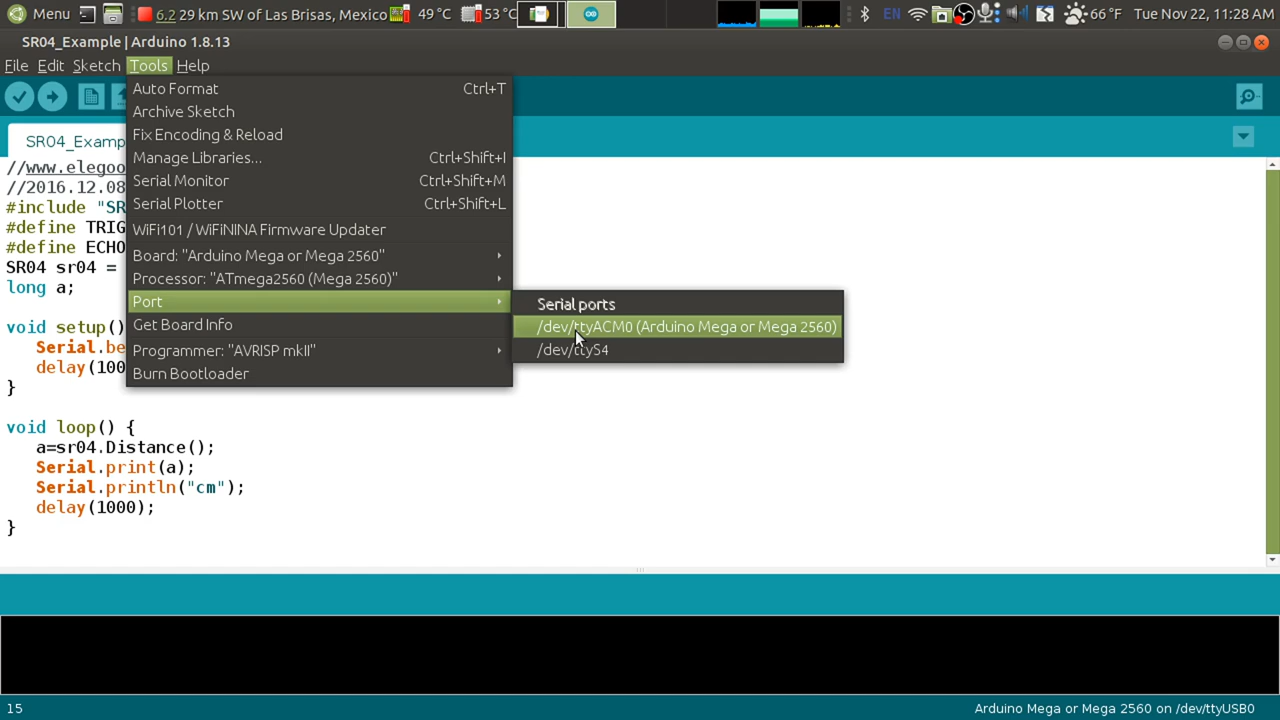 Menu 6.2 29 km SW of Las Brisas, Mexico 49 °C 53 °C EN 66 °F Tue Nov 22, 11:28 AM
SR04_Example | Arduino 1.8.13
File Edit Sketch Tools Help
Auto Format Ctrl+T
Archive Sketch
Fix Encoding & Reload
Manage Libraries... Ctrl+Shift+I
Serial Monitor Ctrl+Shift+M
Serial Plotter Ctrl+Shift+L
WiFi101 / WiFiNINA Firmware Updater
Board: "Arduino Mega or Mega 2560"
Processor: "ATmega2560 (Mega 2560)"
Port
Get Board Info
Programmer: "AVRISP mkII"
Burn Bootloader
Serial ports
/dev/ttyACM0 (Arduino Mega or Mega 2560)
/dev/ttyS4
SR04_Examp
//www.elegoo
//2016.12.08
#include "SR
#define TRIG
#define ECHO
SR04 sr04 =
long a;
void setup()
Serial.be
delay(100
}
void loop() {
a=sr04.Distance();
Serial.print(a);
Serial.println("cm");
delay(1000);
}
15 Arduino Mega or Mega 2560 on /dev/ttyUSB0